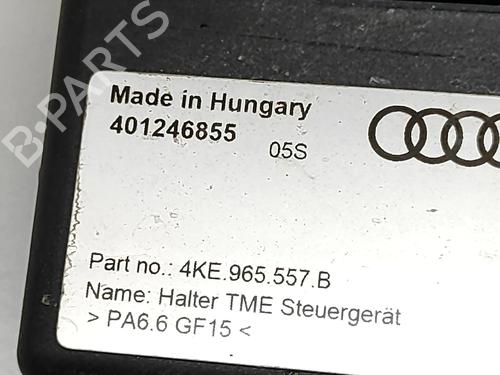 B-PARTS
Made in Hungary
401246855
05S
Part no.: 4KE.965.557.B
Name: Halter TME Steuergerät
> PA6.6 GF15 <